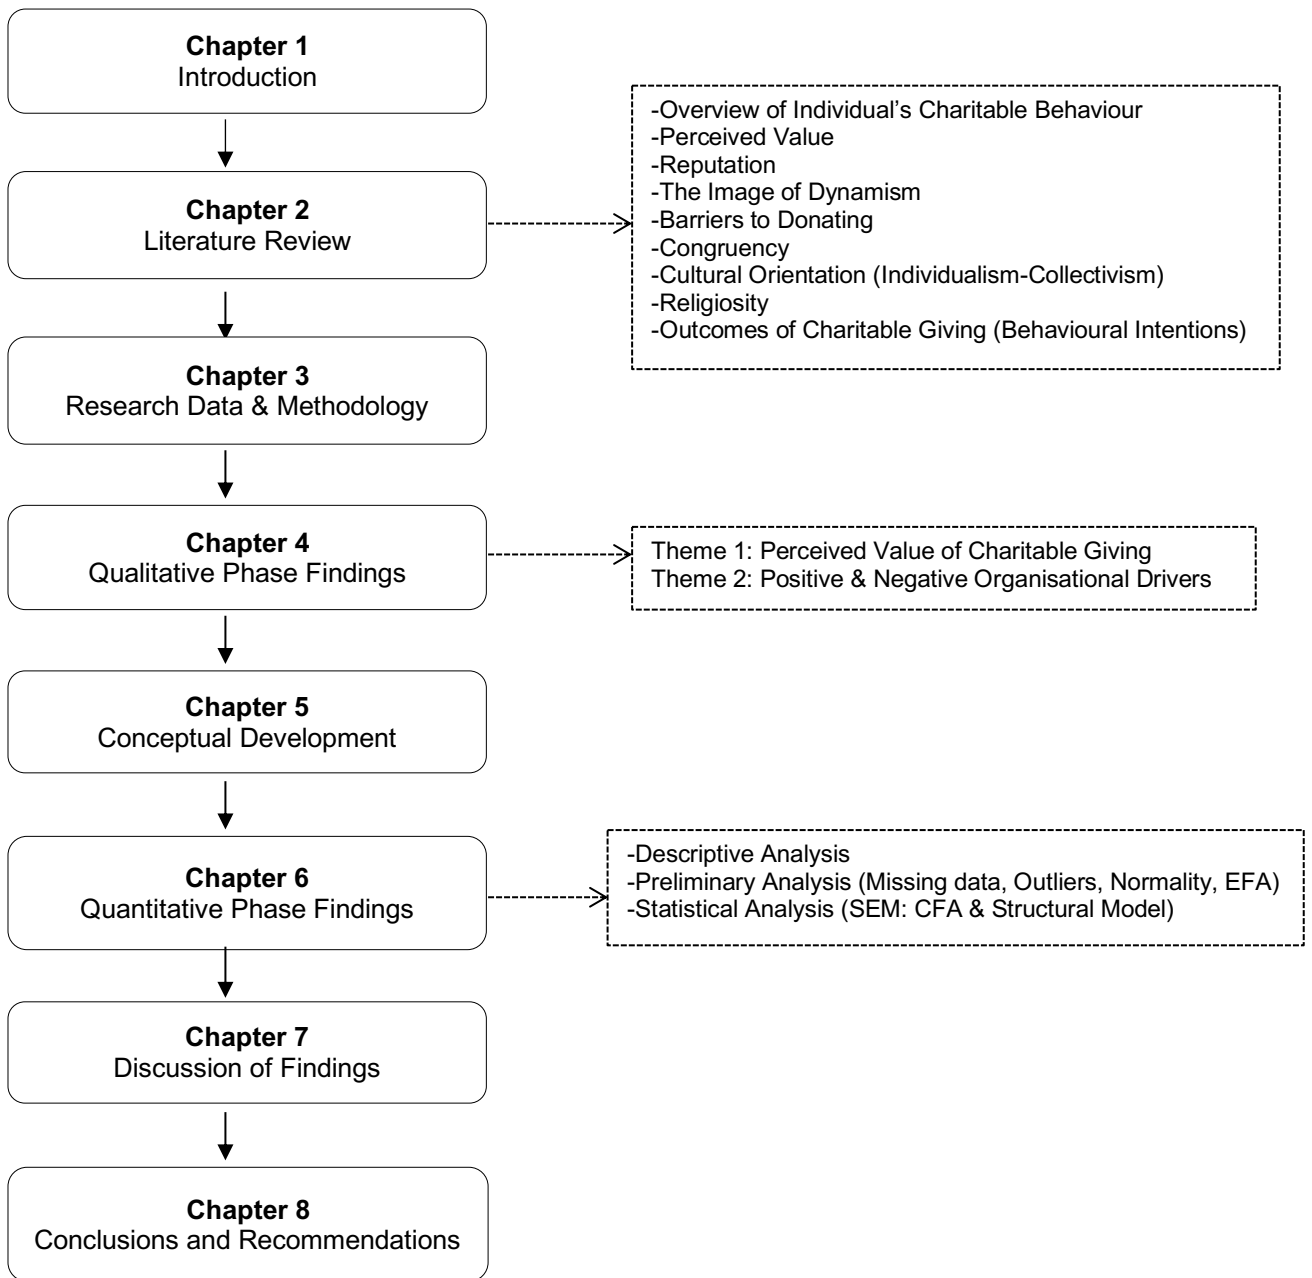 Chapter 1
Introduction
Chapter 2
Literature Review
-Overview of Individual’s Charitable Behaviour
-Perceived Value
-Reputation
-The Image of Dynamism
-Barriers to Donating
-Congruency
-Cultural Orientation (Individualism-Collectivism)
-Religiosity
-Outcomes of Charitable Giving (Behavioural Intentions)
Chapter 3
Research Data & Methodology
Chapter 4
Qualitative Phase Findings
Theme 1: Perceived Value of Charitable Giving
Theme 2: Positive & Negative Organisational Drivers
Chapter 5
Conceptual Development
Chapter 6
Quantitative Phase Findings
-Descriptive Analysis
-Preliminary Analysis (Missing data, Outliers, Normality, EFA)
-Statistical Analysis (SEM: CFA & Structural Model)
Chapter 7
Discussion of Findings
Chapter 8
Conclusions and Recommendations